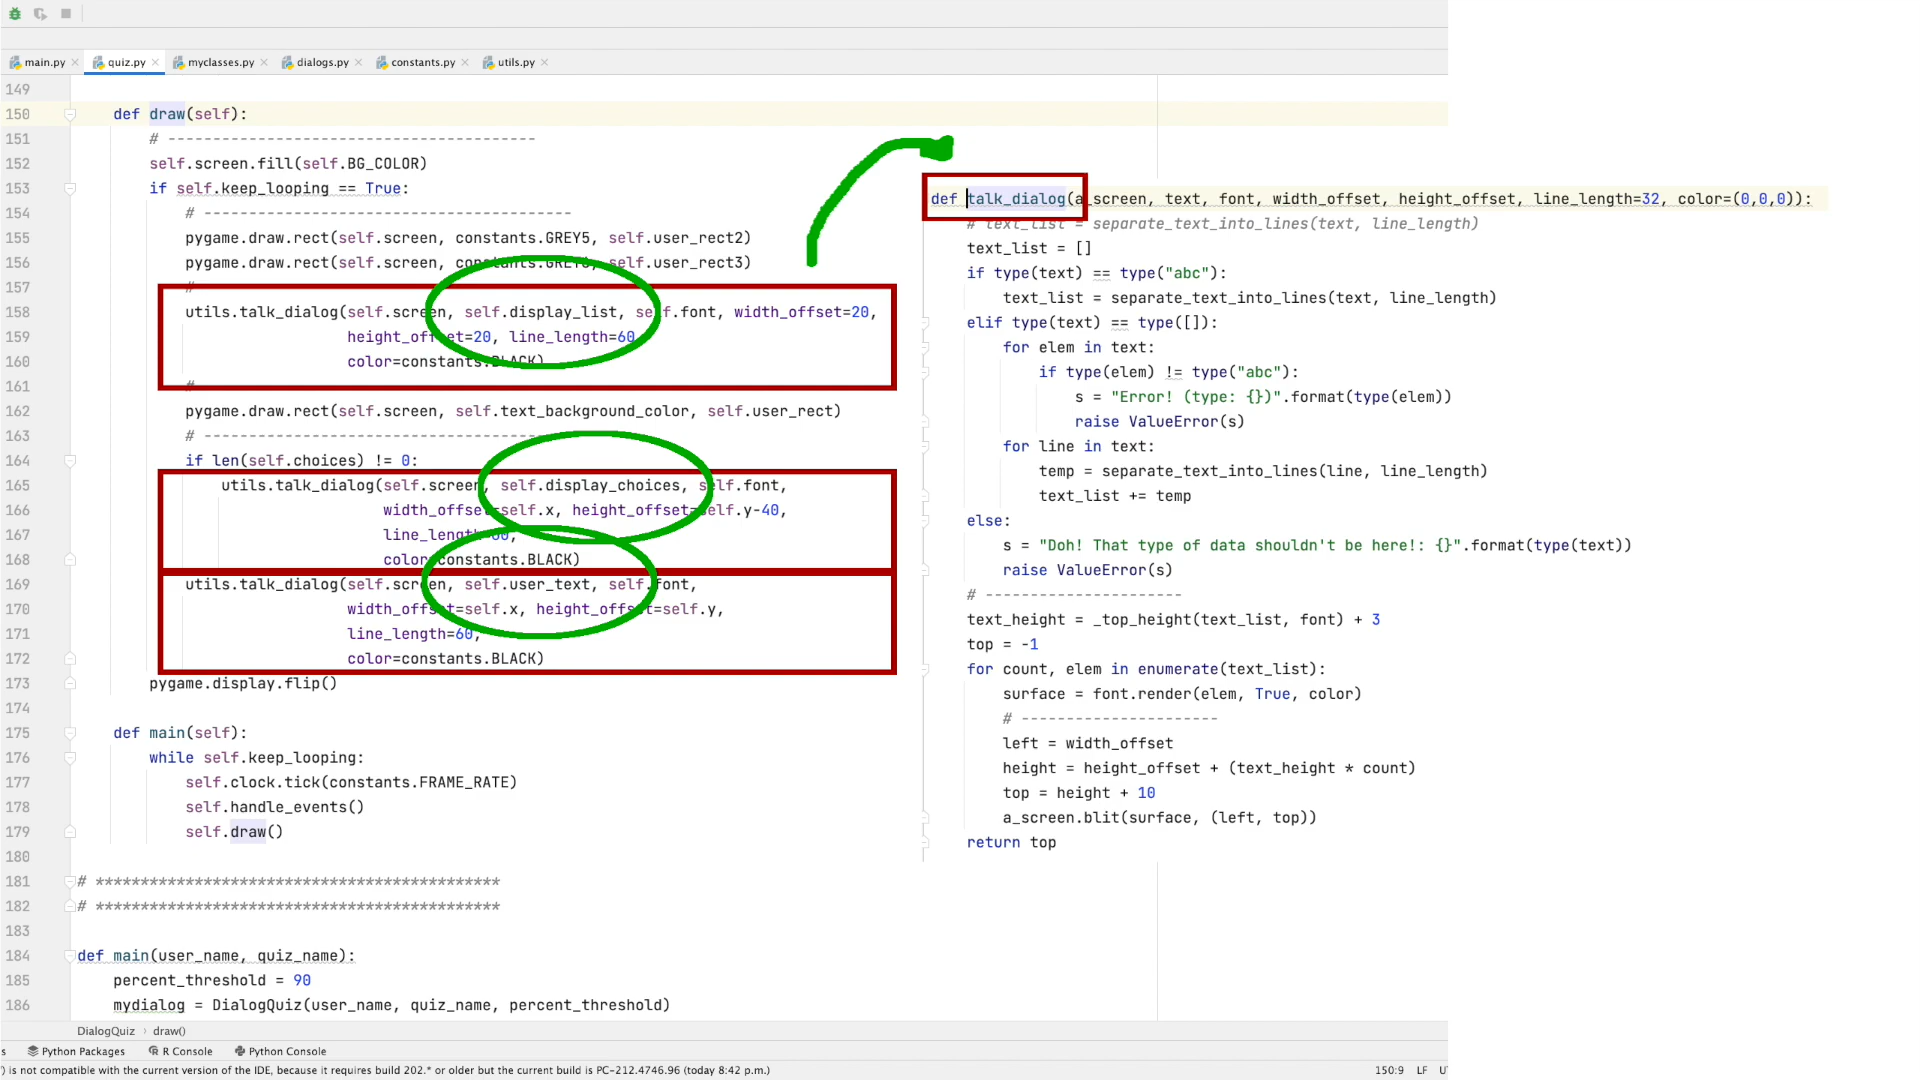 main.py
quiz.py
myclasses.py
dialogs.py
constants.py
utils.py
149
150 def draw(self):
151 # -----------------------------------------
152 self.screen.fill(self.BG_COLOR)
153 if self.keep_looping == True:
154 # -----------------------------------------
155 pygame.draw.rect(self.screen, constants.GREY5, self.user_rect2)
156 pygame.draw.rect(self.screen, constants.GREY5, self.user_rect3)
157 #
158 utils.talk_dialog(self.screen, self.display_list, self.font, width_offset=20,
159 height_offset=20, line_length=60
160 color=constants.BLACK)
161 #
162 pygame.draw.rect(self.screen, self.text_background_color, self.user_rect)
163 # -------------------------------------
164 if len(self.choices) != 0:
165 utils.talk_dialog(self.screen, self.display_choices, self.font,
166 width_offset=self.x, height_offset=self.y-40,
167 line_length=60,
168 color=constants.BLACK)
169 utils.talk_dialog(self.screen, self.user_text, self.font,
170 width_offset=self.x, height_offset=self.y,
171 line_length=60,
172 color=constants.BLACK)
173 pygame.display.flip()
174
175 def main(self):
176 while self.keep_looping:
177 self.clock.tick(constants.FRAME_RATE)
178 self.handle_events()
179 self.draw()
180
181 # *********************************************
182 # *********************************************
183
184 def main(user_name, quiz_name):
185 percent_threshold = 90
186 mydialog = DialogQuiz(user_name, quiz_name, percent_threshold)
def talk_dialog(a_screen, text, font, width_offset, height_offset, line_length=32, color=(0,0,0)):
# text_list = separate_text_into_lines(text, line_length)
text_list = []
if type(text) == type("abc"):
text_list = separate_text_into_lines(text, line_length)
elif type(text) == type([]):
for elem in text:
if type(elem) != type("abc"):
s = "Error! (type: {})".format(type(elem))
raise ValueError(s)
for line in text:
temp = separate_text_into_lines(line, line_length)
text_list += temp
else:
s = "Doh! That type of data shouldn't be here!: {}".format(type(text))
raise ValueError(s)
# ----------------------
text_height = _top_height(text_list, font) + 3
top = -1
for count, elem in enumerate(text_list):
surface = font.render(elem, True, color)
# ----------------------
left = width_offset
height = height_offset + (text_height * count)
top = height + 10
a_screen.blit(surface, (left, top))
return top
DialogQuiz › draw()
s Python Packages R Console Python Console
') is not compatible with the current version of the IDE, because it requires build 202.* or older but the current build is PC-212.4746.96 (today 8:42 p.m.)
150:9 LF